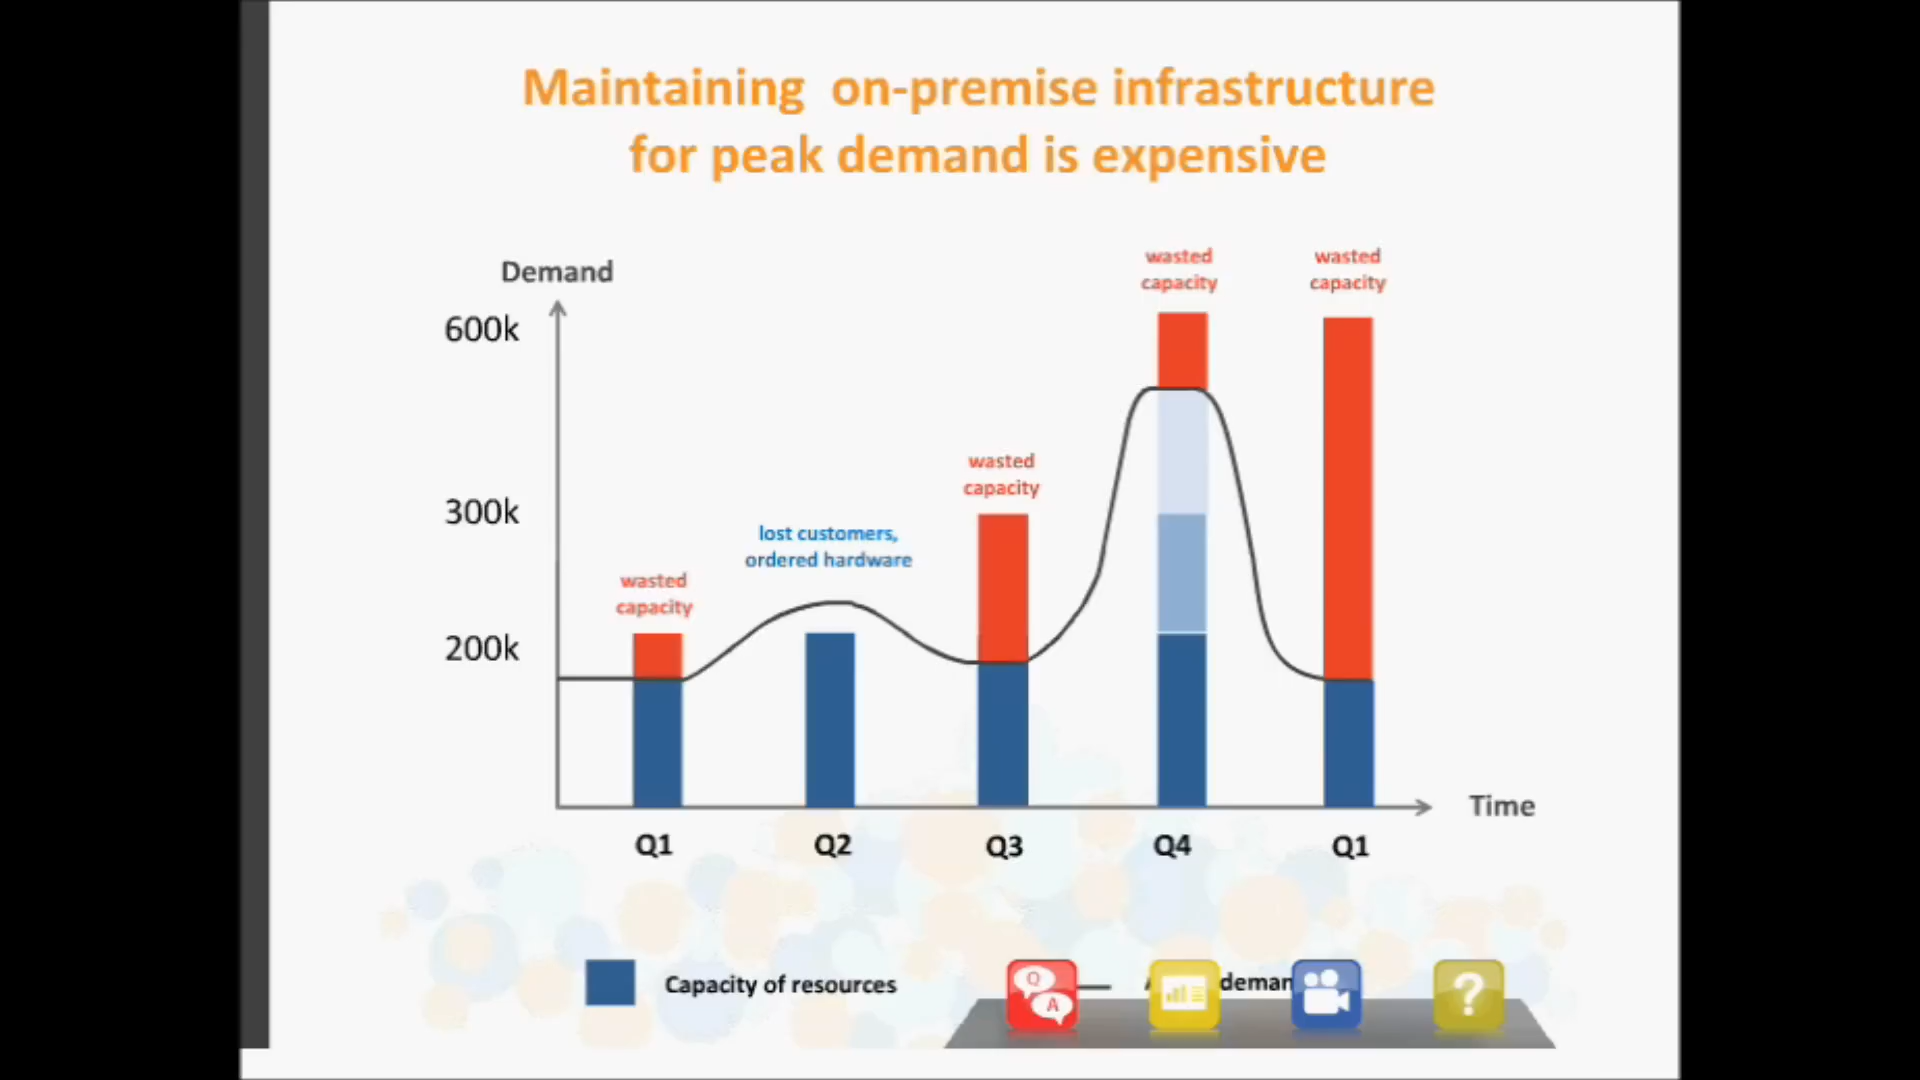 Maintaining on-premise infrastructure
for peak demand is expensive
Demand
600k
300k
200k
wasted
capacity
lost customers,
ordered hardware
wasted
capacity
wasted
capacity
wasted
capacity
Time
Q1
Q2
Q3
Q4
Q1
Capacity of resources
Q
A
?